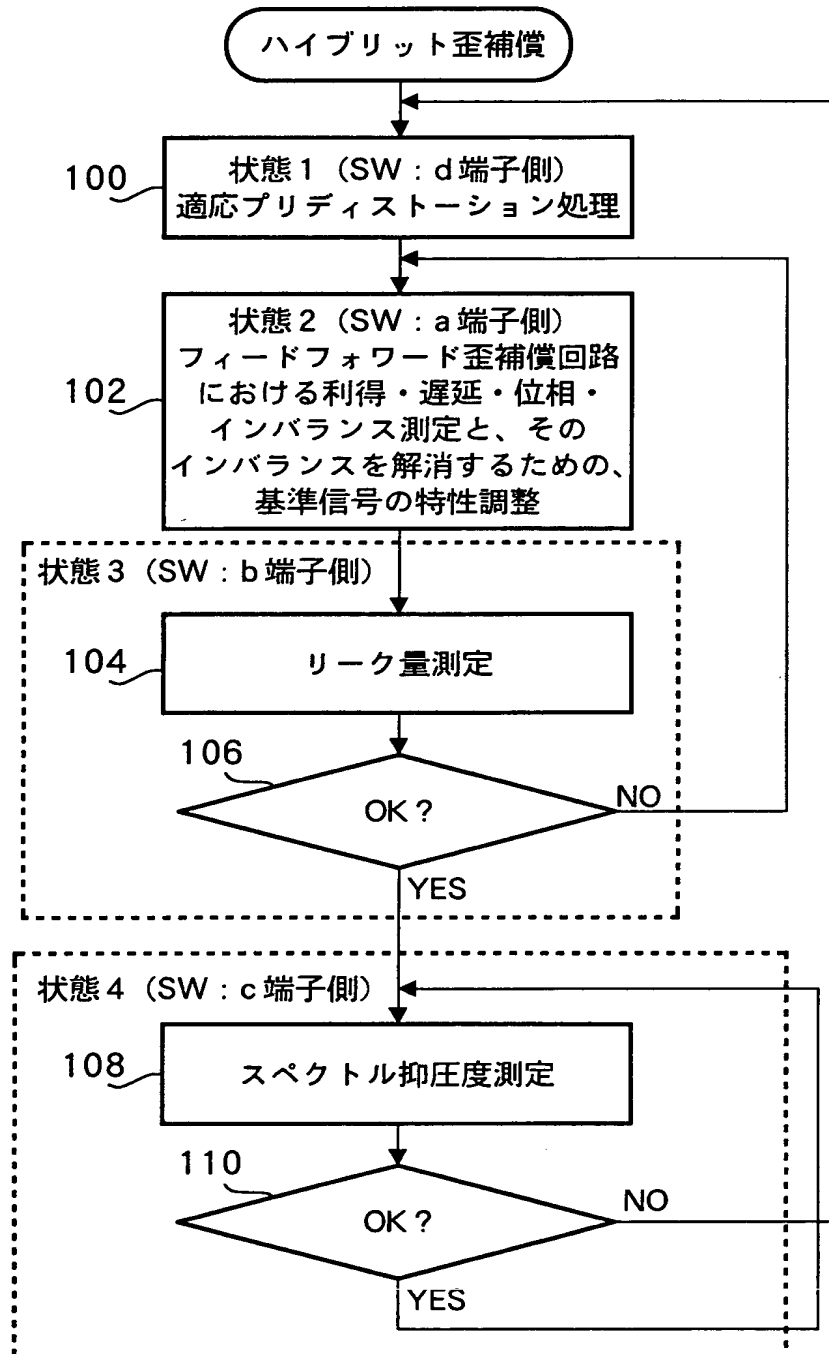 ハイブリット歪補償
100
状態1（SW：d端子側）
適応プリディストーション処理
102
状態2（SW：a端子側）
フィードフォワード歪補償回路
における利得・遅延・位相・
インバランス測定と、その
インバランスを解消するための、
基準信号の特性調整
状態3（SW：b端子側）
104
リーク量測定
106
OK？
NO
YES
状態4（SW：c端子側）
108
スペクトル抑圧度測定
110
OK？
NO
YES